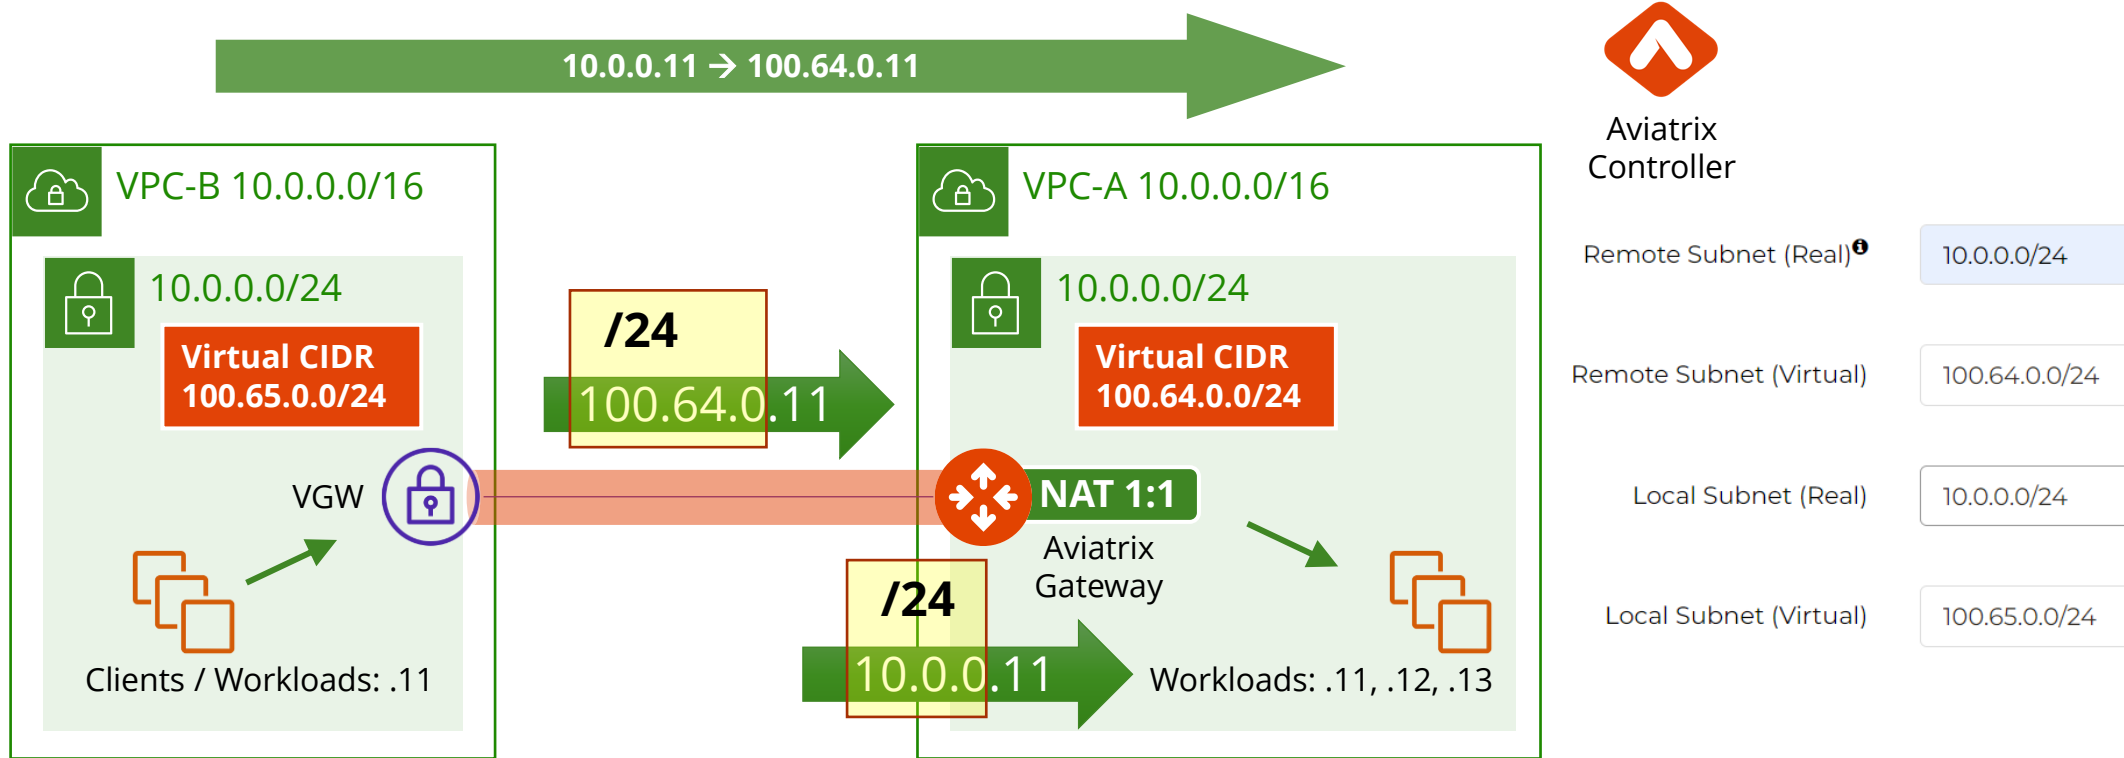 10.0.0.11 → 100.64.0.11
Aviatrix
Controller
VPC-B 10.0.0.0/16
10.0.0.0/24
Virtual CIDR
100.65.0.0/24
VGW
Clients / Workloads: .11
/24
100.64.0.11
VPC-A 10.0.0.0/16
10.0.0.0/24
Virtual CIDR
100.64.0.0/24
NAT 1:1
Aviatrix
Gateway
/24
10.0.0.11
Workloads: .11, .12, .13
Remote Subnet (Real) 10.0.0.0/24
Remote Subnet (Virtual) 100.64.0.0/24
Local Subnet (Real) 10.0.0.0/24
Local Subnet (Virtual) 100.65.0.0/24